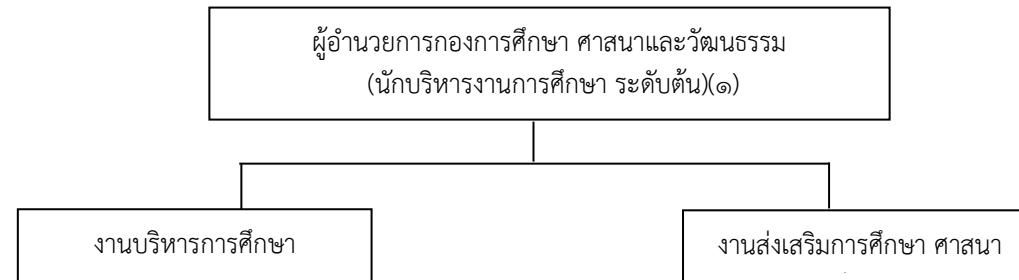 ผู้อำนวยการกองการศึกษา ศาสนาและวัฒนธรรม
(นักบริหารงานการศึกษา ระดับต้น)(๑)
งานบริหารการศึกษา
งานส่งเสริมการศึกษา ศาสนา